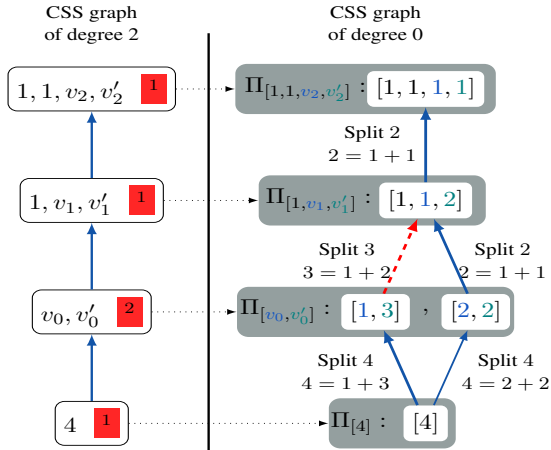 CSS graph of degree 2
CSS graph of degree 0
1, 1, v₂, v′₂ 1
Π[1,1,v₂,v′₂] : [1, 1, 1, 1]
Split 2
2 = 1 + 1
1, v₁, v′₁ 1
Π[1,v₁,v′₁] : [1, 1, 2]
Split 3
3 = 1 + 2
Split 2
2 = 1 + 1
v₀, v′₀ 2
Π[v₀,v′₀] : [1, 3] , [2, 2]
Split 4
4 = 1 + 3
Split 4
4 = 2 + 2
4 1
Π[4] : [4]